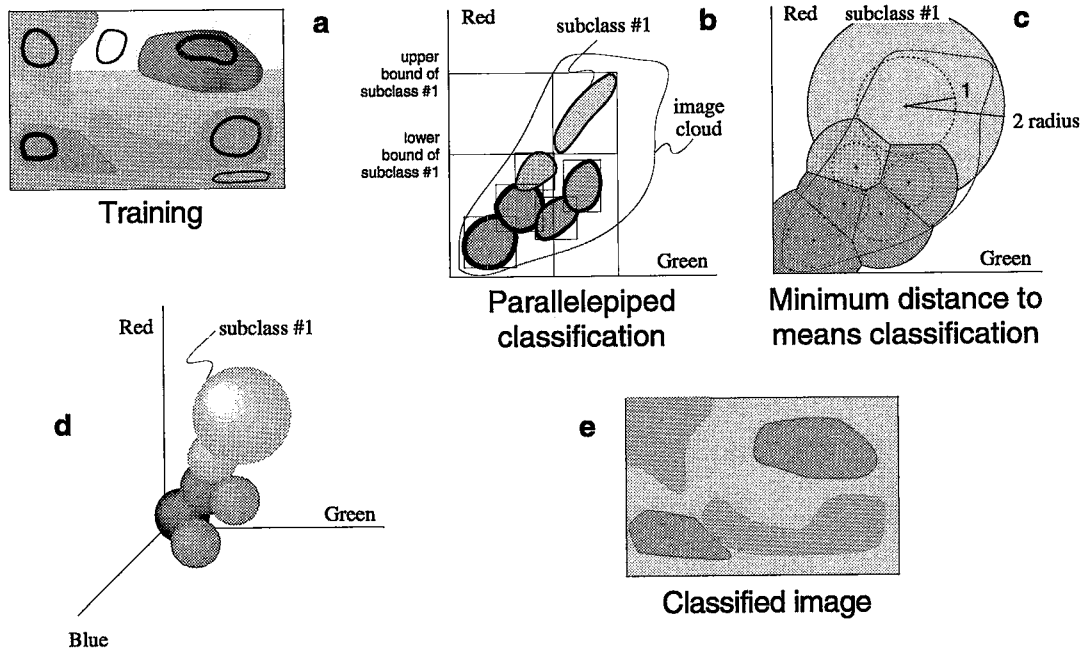 a
Training
Red
subclass #1
b
upper
bound of
subclass #1
lower
bound of
subclass #1
image
cloud
Green
Parallelepiped
classification
Red
subclass #1
c
1
2 radius
Green
Minimum distance to
means classification
d
Red
subclass #1
Green
Blue
e
Classified image